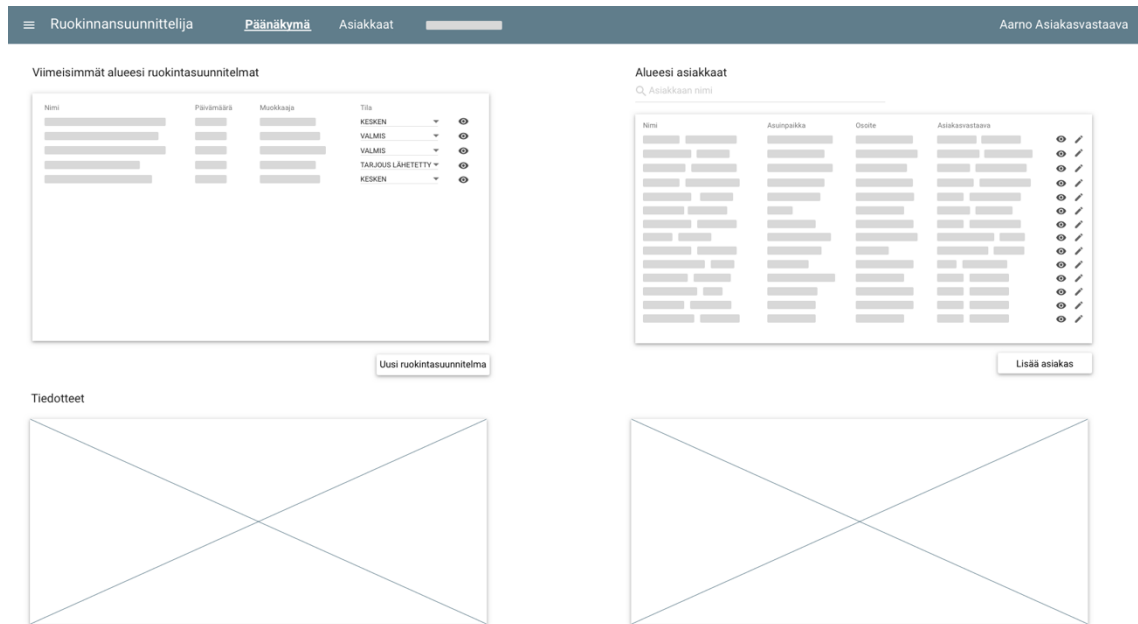 Ruokinnansuunnittelija Päänäkymä Asiakkaat Aarno Asiakasvastaava
Viimeisimmät alueesi ruokintasuunnitelmat
Nimi Päivämäärä Muokkaaja Tila
KESKEN
VALMIS
VALMIS
TARJOUS LÄHETETTY
KESKEN
Uusi ruokintasuunnitelma
Alueesi asiakkaat
Asiakkaan nimi
Nimi Asuinpaikka Osoite Asiakasvastaava
Lisää asiakas
Tiedotteet